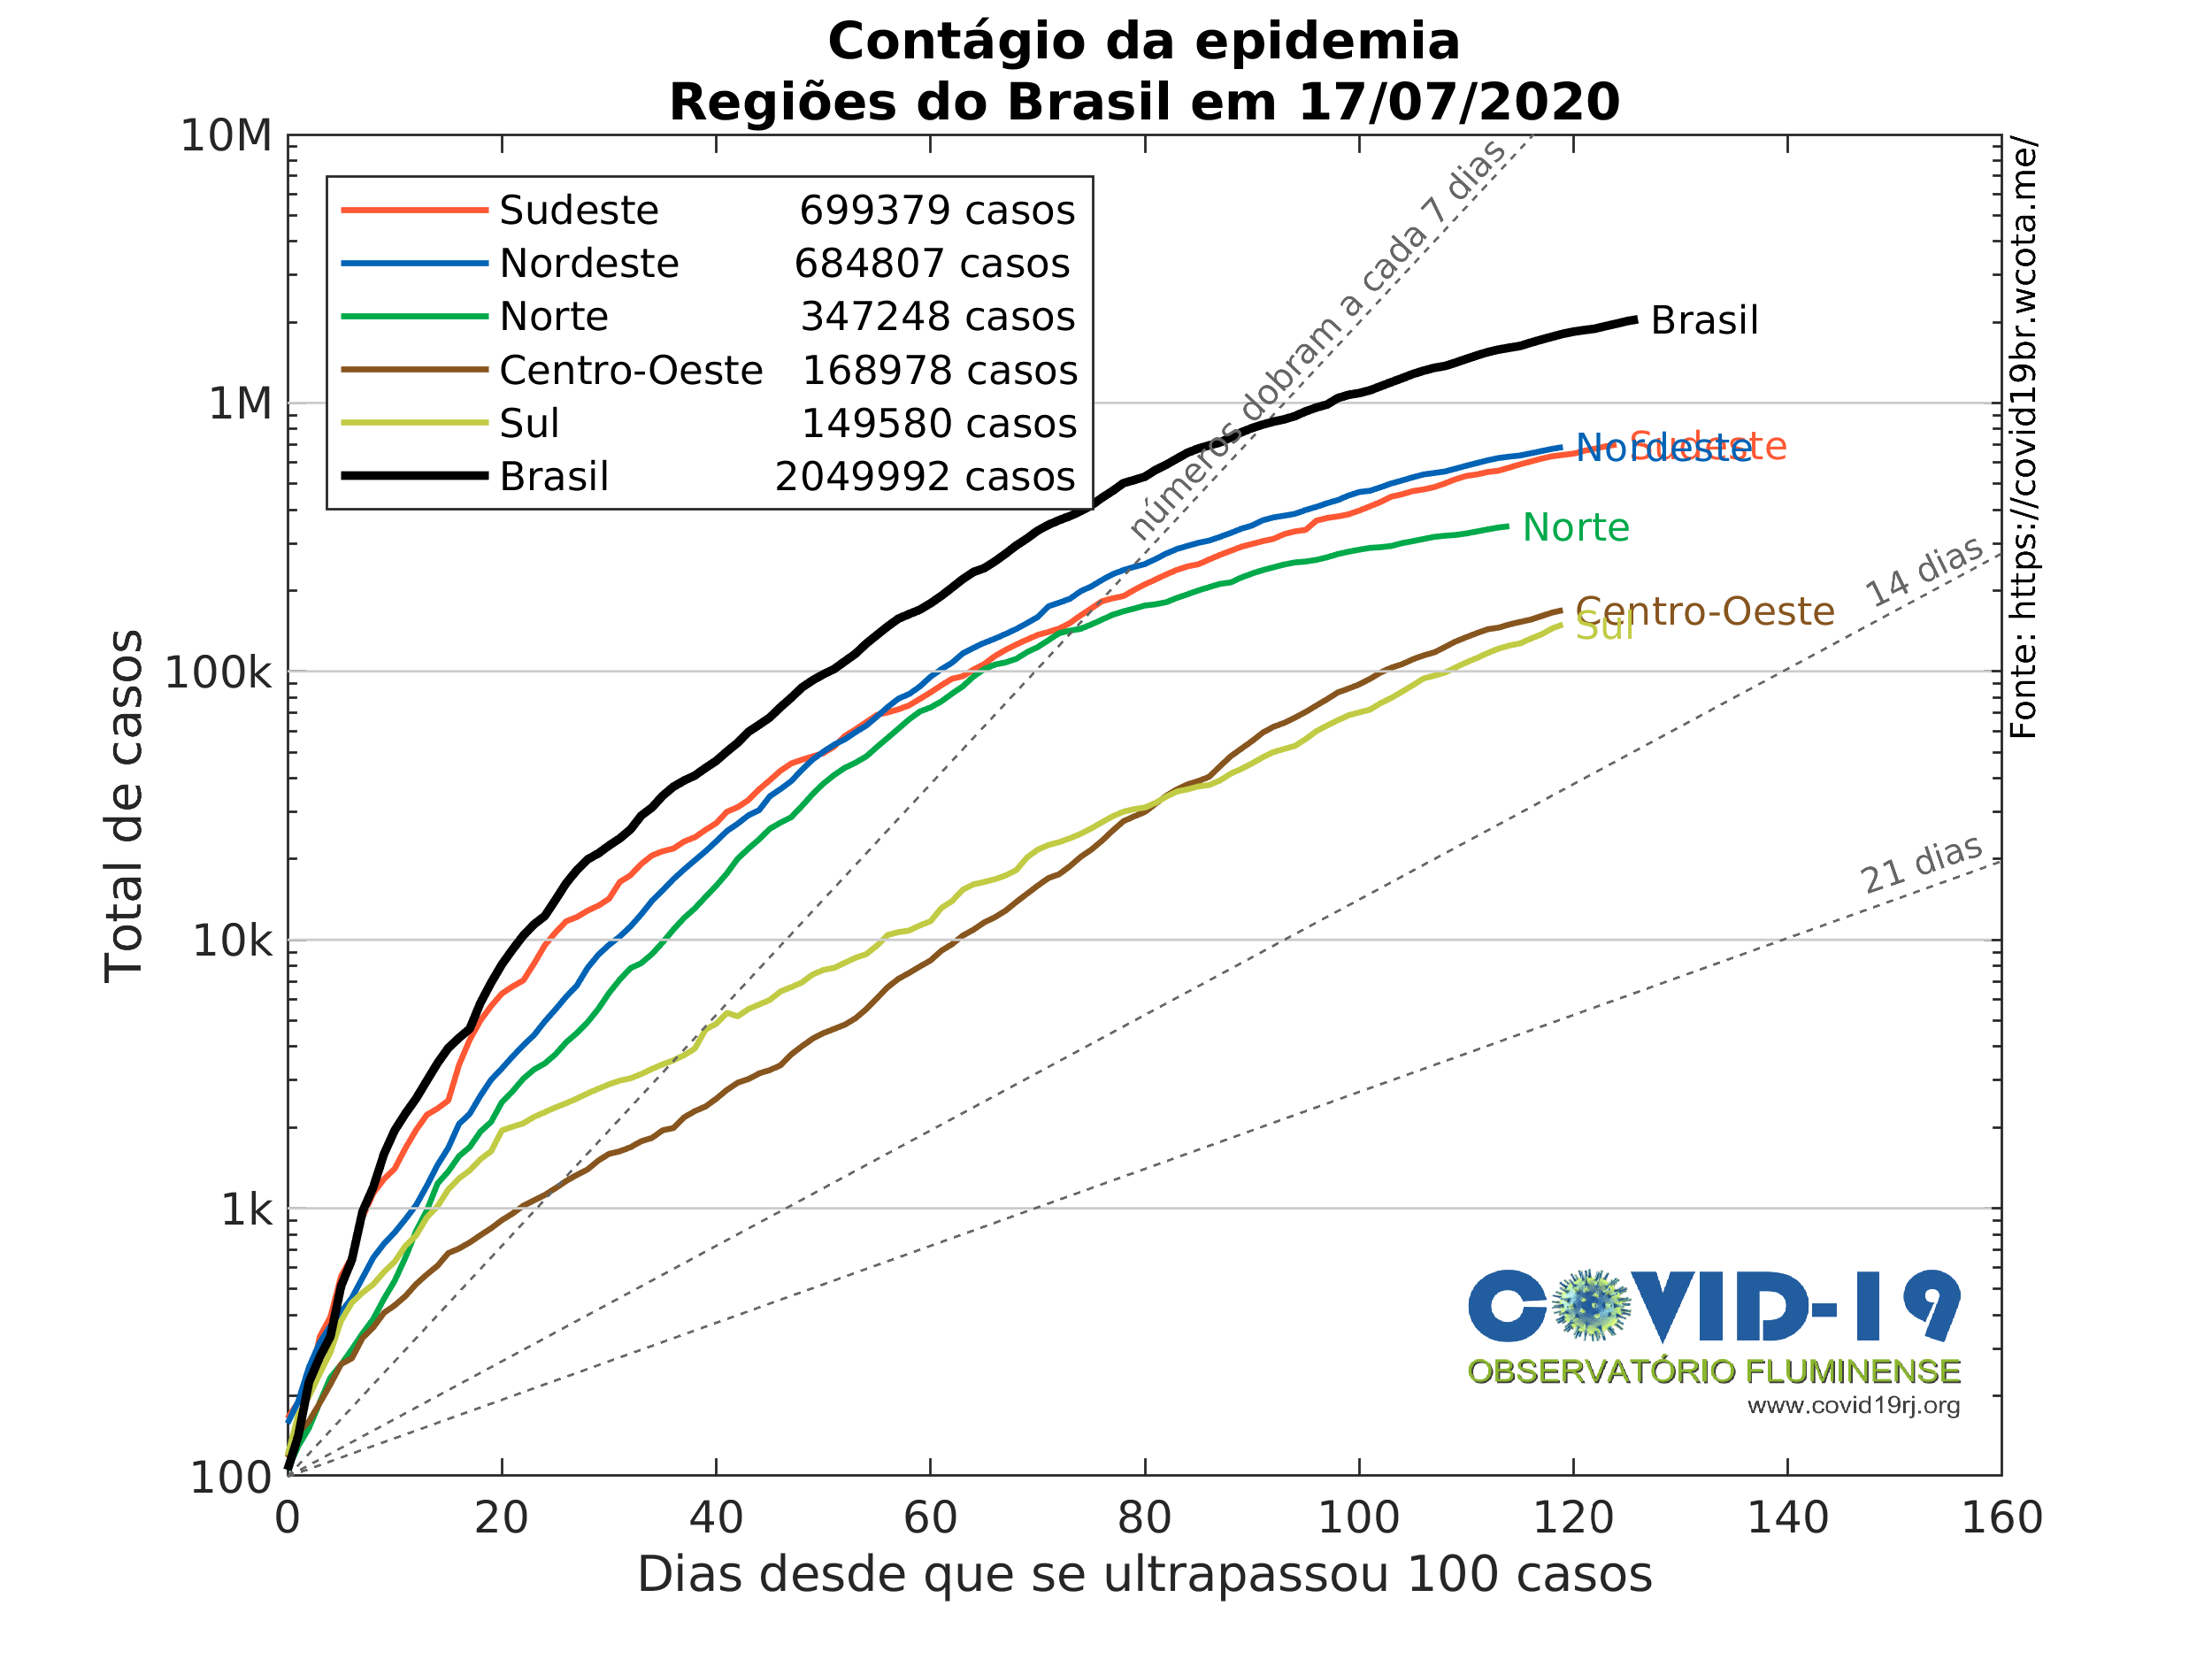 Contágio da epidemia
Regiões do Brasil em 17/07/2020
10M
1M
100k
10k
1k
100
Total de casos
Sudeste 699379 casos
Nordeste 684807 casos
Norte 347248 casos
Centro-Oeste 168978 casos
Sul 149580 casos
Brasil 2049992 casos
números dobram a cada 7 dias
14 dias
21 dias
Brasil
Sudeste
Nordeste
Norte
Centro-Oeste
Sul
Fonte: https://covid19br.wcota.me/
COVID-19
OBSERVATÓRIO FLUMINENSE
www.covid19rj.org
0 20 40 60 80 100 120 140 160
Dias desde que se ultrapassou 100 casos